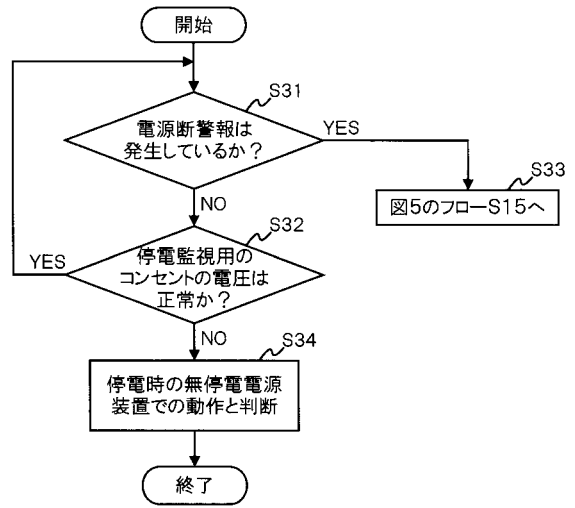 開始
S31
電源断警報は
発生しているか？
YES
S33
図5のフローS15へ
NO
S32
停電監視用の
コンセントの電圧は
正常か？
YES
NO
S34
停電時の無停電電源
装置での動作と判断
終了